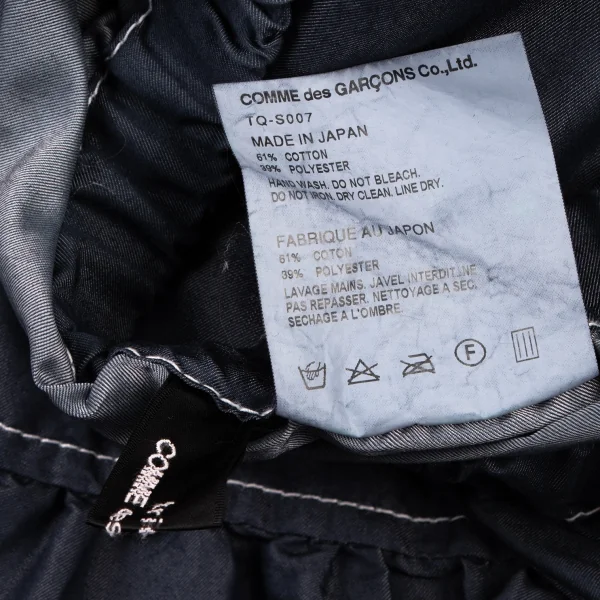 COMME des GARÇONS Co.,Ltd.
TQ-S007
MADE IN JAPAN
61% COTTON
39% POLYESTER
HAND WASH. DO NOT BLEACH.
DO NOT IRON. DRY CLEAN. LINE DRY.
FABRIQUE AU JAPON
61% COTON
39% POLYESTER
LAVAGE MAINS. JAVEL INTERDITINE
PAS REPASSER. NETTOYAGE A SEC.
SECHAGE A L'OMBRE.
F
COMME